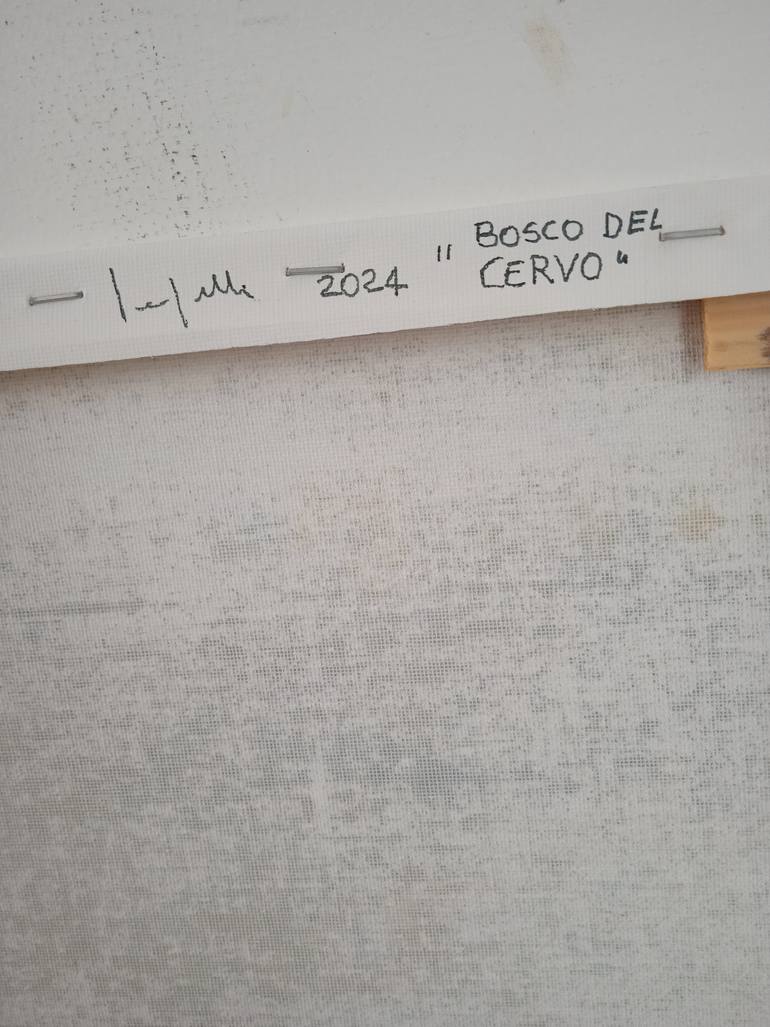 2024 " BOSCO DEL
CERVO "